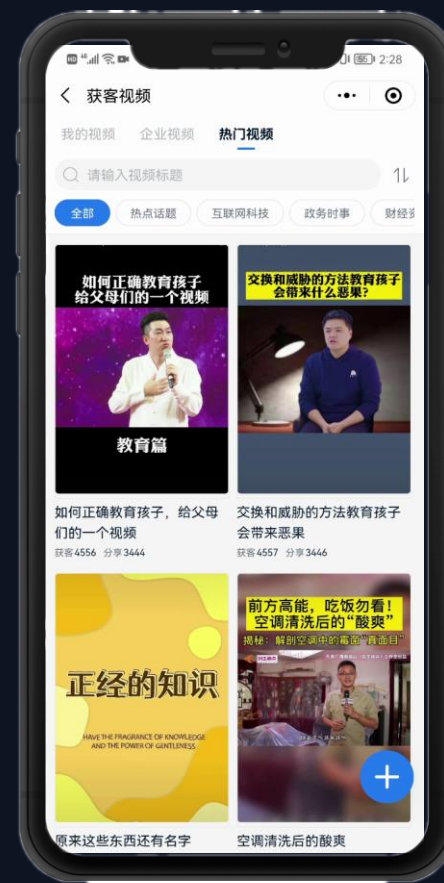 2:28
获客视频
我的视频 企业视频 热门视频
请输入视频标题
全部 热点话题 互联网科技 政务时事 财经
如何正确教育孩子
给父母们的一个视频
教育篇
交换和威胁的方法教育孩子
会带来什么恶果?
如何正确教育孩子，给父母
们的一个视频
获客4556 分享3444
交换和威胁的方法教育孩子
会带来恶果
获客4557 分享3446
正经的知识
HAVE THE FRAGRANCE OF KNOWLEDGE
AND THE POWER OF GENTLENESS
前方高能，吃饭勿看！
空调清洗后的“酸爽”
揭秘：解剖空调中的霉菌“真面目”
原来这些东西还有名字
空调清洗后的酸爽